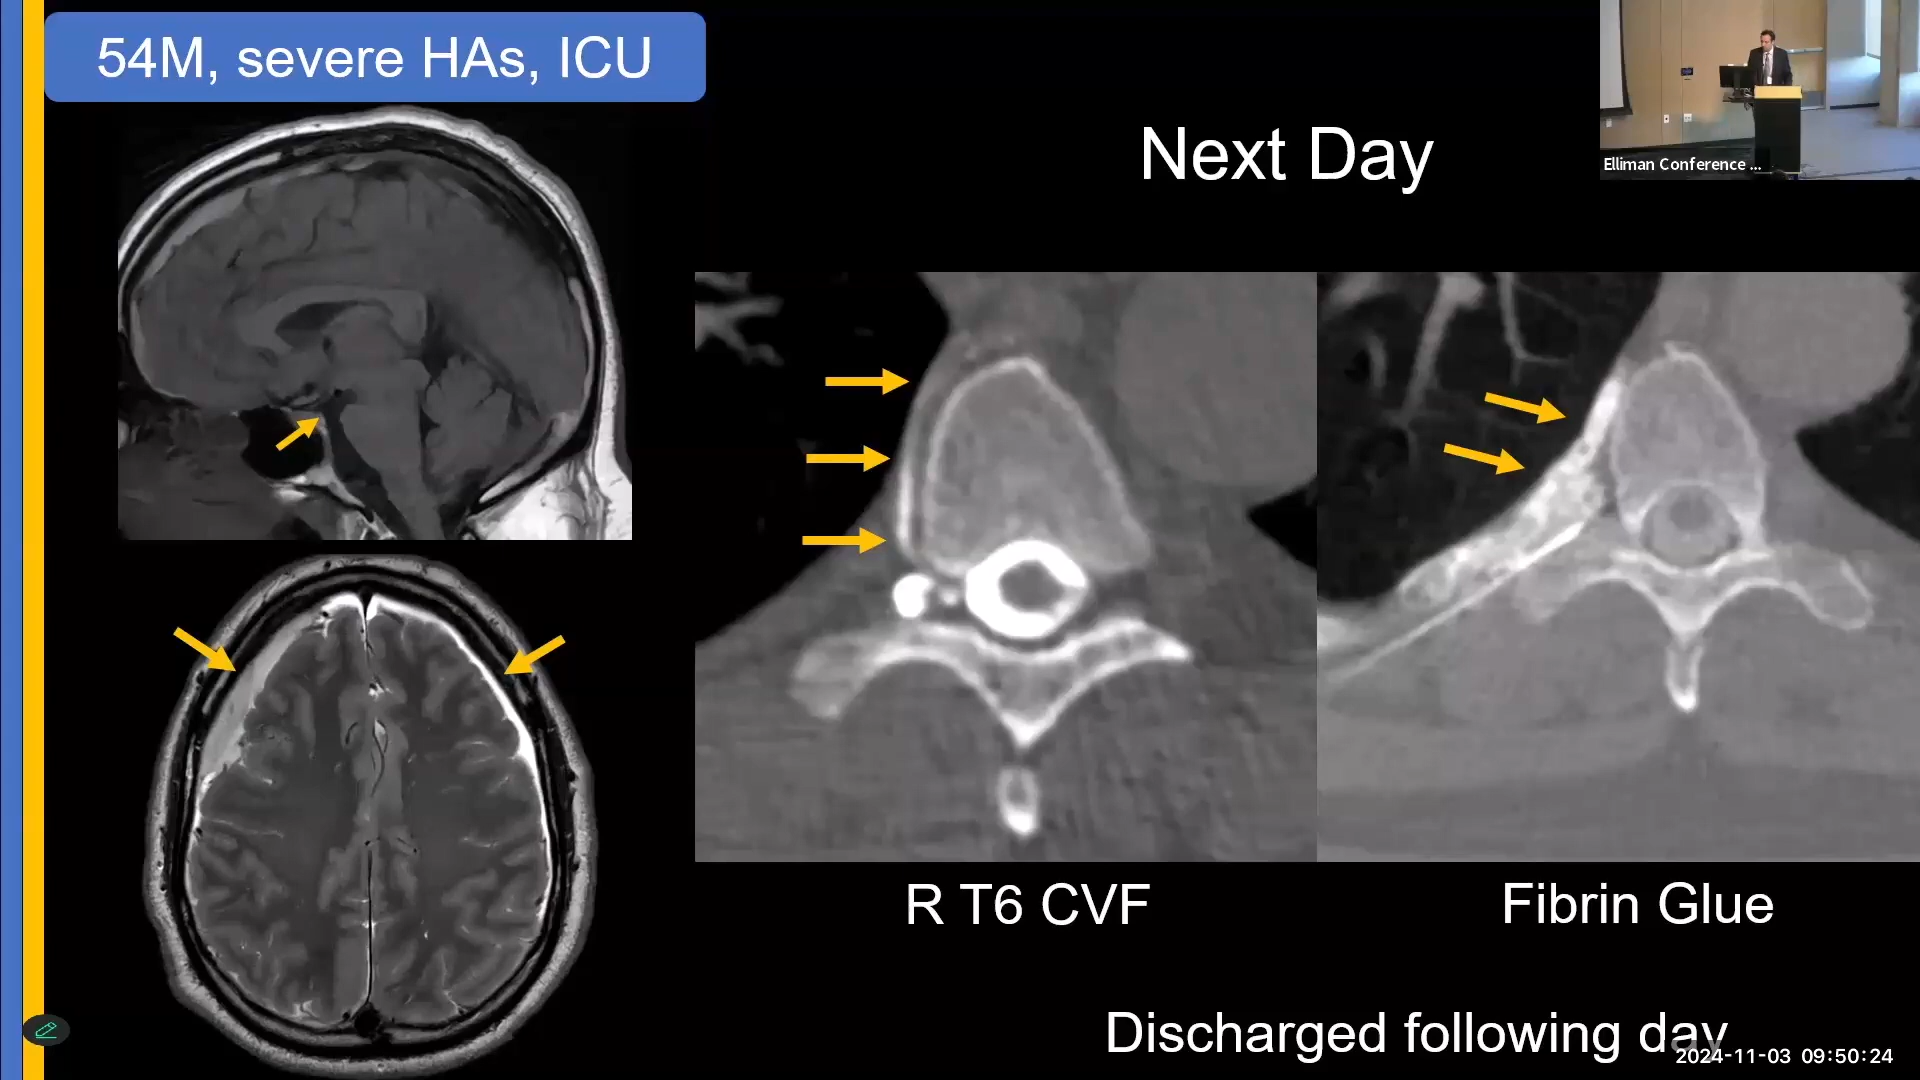 54M, severe HAs, ICU
Next Day
Elliman Conference ...
R T6 CVF
Fibrin Glue
Discharged following day
2024-11-03 09:50:24